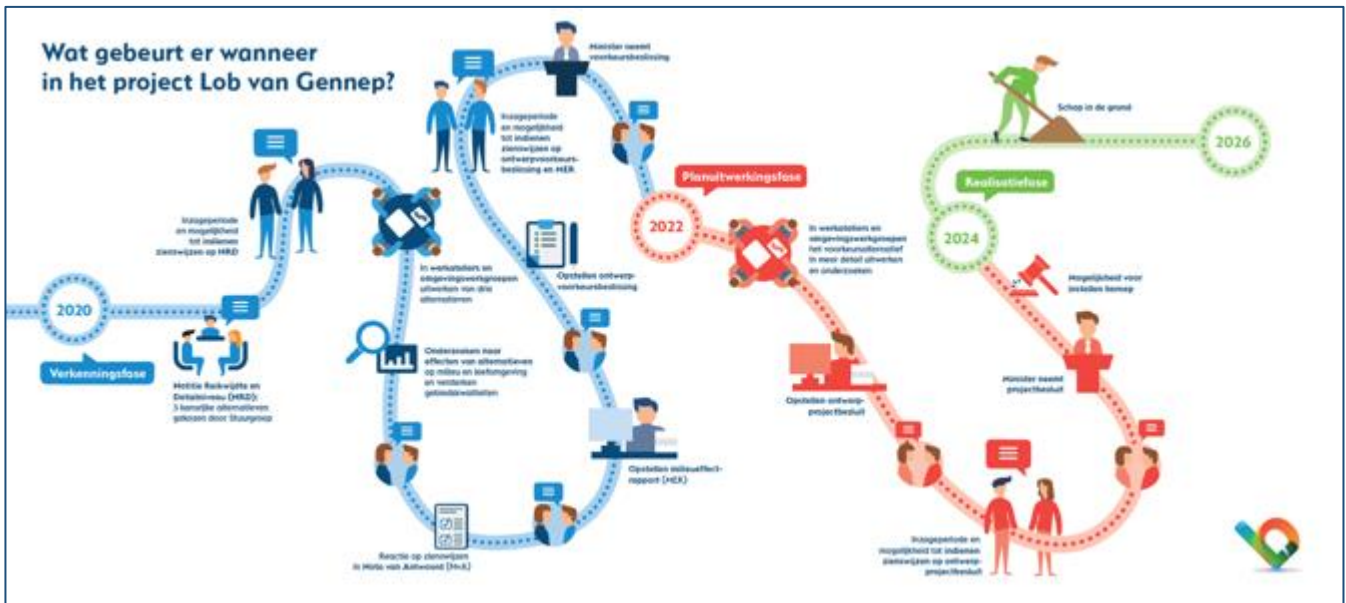 Wat gebeurt er wanneer
in het project Lob van Gennep?
2020
Verkenningsfase
Notitie Reikwijdte en
Detailniveau (NRD):
3 kansrijke alternatieven
gekozen door Stuurgroep
Inzageperiode
en mogelijkheid
tot indienen
zienswijzen op NRD
In werkateliers en
omgevingswerkgroepen
uitwerken van drie
alternatieven
Onderzoeken naar
effecten van alternatieven
op milieu en leefomgeving
en versterken
gebiedskwaliteiten
Reactie op zienswijzen
in Nota van Antwoord (NvA)
Opstellen milieueffect-
rapport (MER)
Opstellen ontwerp-
voorkeursbeslissing
Inzageperiode
en mogelijkheid
tot indienen
zienswijzen op
ontwerpvoorkeurs-
beslissing en MER
Minister neemt
voorkeursbeslissing
2022
Planuitwerkingsfase
In werkateliers en
omgevingswerkgroepen
het voorkeursalternatief
in meer detail uitwerken
en onderzoeken
Opstellen ontwerp-
projectbesluit
Inzageperiode en
mogelijkheid tot indienen
zienswijzen op ontwerp-
projectbesluit
Minister neemt
projectbesluit
Mogelijkheid voor
instellen beroep
2024
Realisatiefase
Schop in de grond
2026